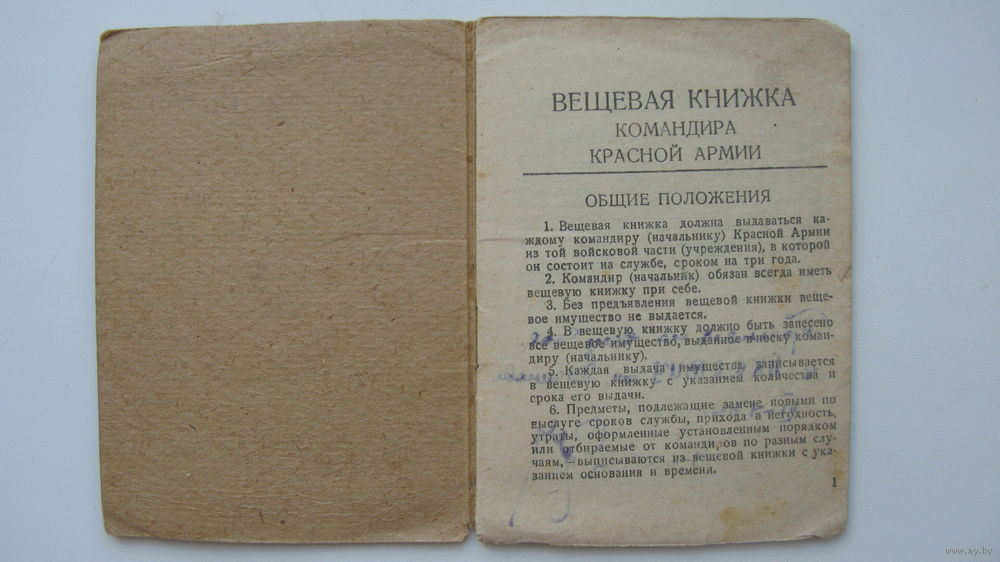 ВЕЩЕВАЯ КНИЖКА
КОМАНДИРА
КРАСНОЙ АРМИИ
ОБЩИЕ ПОЛОЖЕНИЯ
1. Вещевая книжка должна выдаваться ка-
ждому командиру (начальнику) Красной Армии
из той войсковой части (учреждения), в которой
он состоит на службе, сроком на три года.
2. Командир (начальник) обязан всегда иметь
вещевую книжку при себе.
3. Без предъявления вещевой книжки веще-
вое имущество не выдается.
4. В вещевую книжку должно быть занесено
все вещевое имущество, выданное в носку коман-
диру (начальнику).
5. Каждая выдача имущества записывается
в вещевую книжку с указанием количества и
срока его выдачи.
6. Предметы, подлежащие замене новыми по
выслуге сроков службы, прихода в негодность,
утраты, оформленные установленным порядком
или отбираемые от командиров по разным слу-
чаям, — выписываются из вещевой книжки с ука-
занием основания и времени.
1
www.ay.by